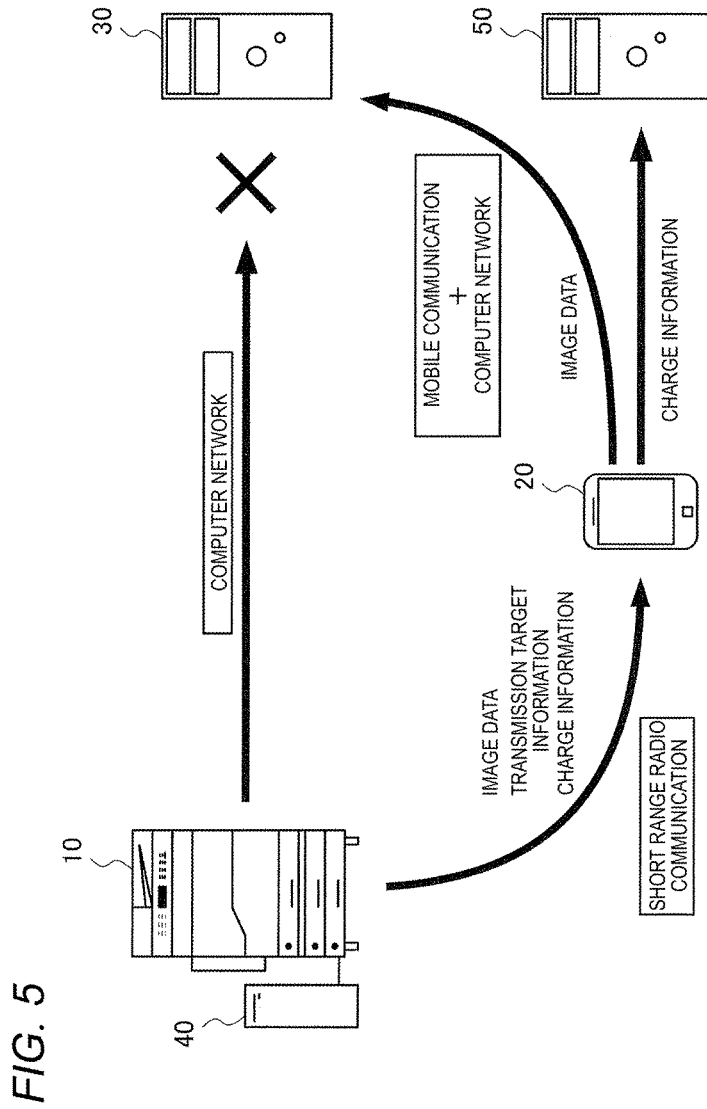 FIG. 5
10
40
COMPUTER NETWORK
30
IMAGE DATA
TRANSMISSION TARGET
INFORMATION
CHARGE INFORMATION
SHORT RANGE RADIO
COMMUNICATION
20
MOBILE COMMUNICATION
+
COMPUTER NETWORK
IMAGE DATA
CHARGE INFORMATION
50